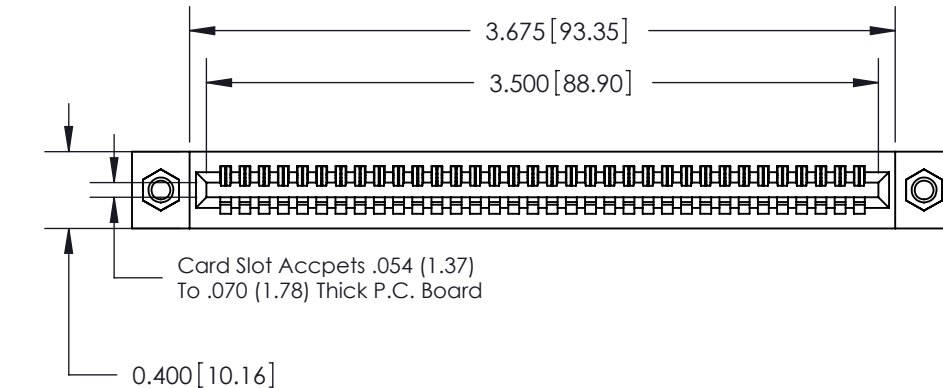 3.675[93.35]
3.500[88.90]
Card Slot Accpets .054 (1.37)
To .070 (1.78) Thick P.C. Board
0.400[10.16]